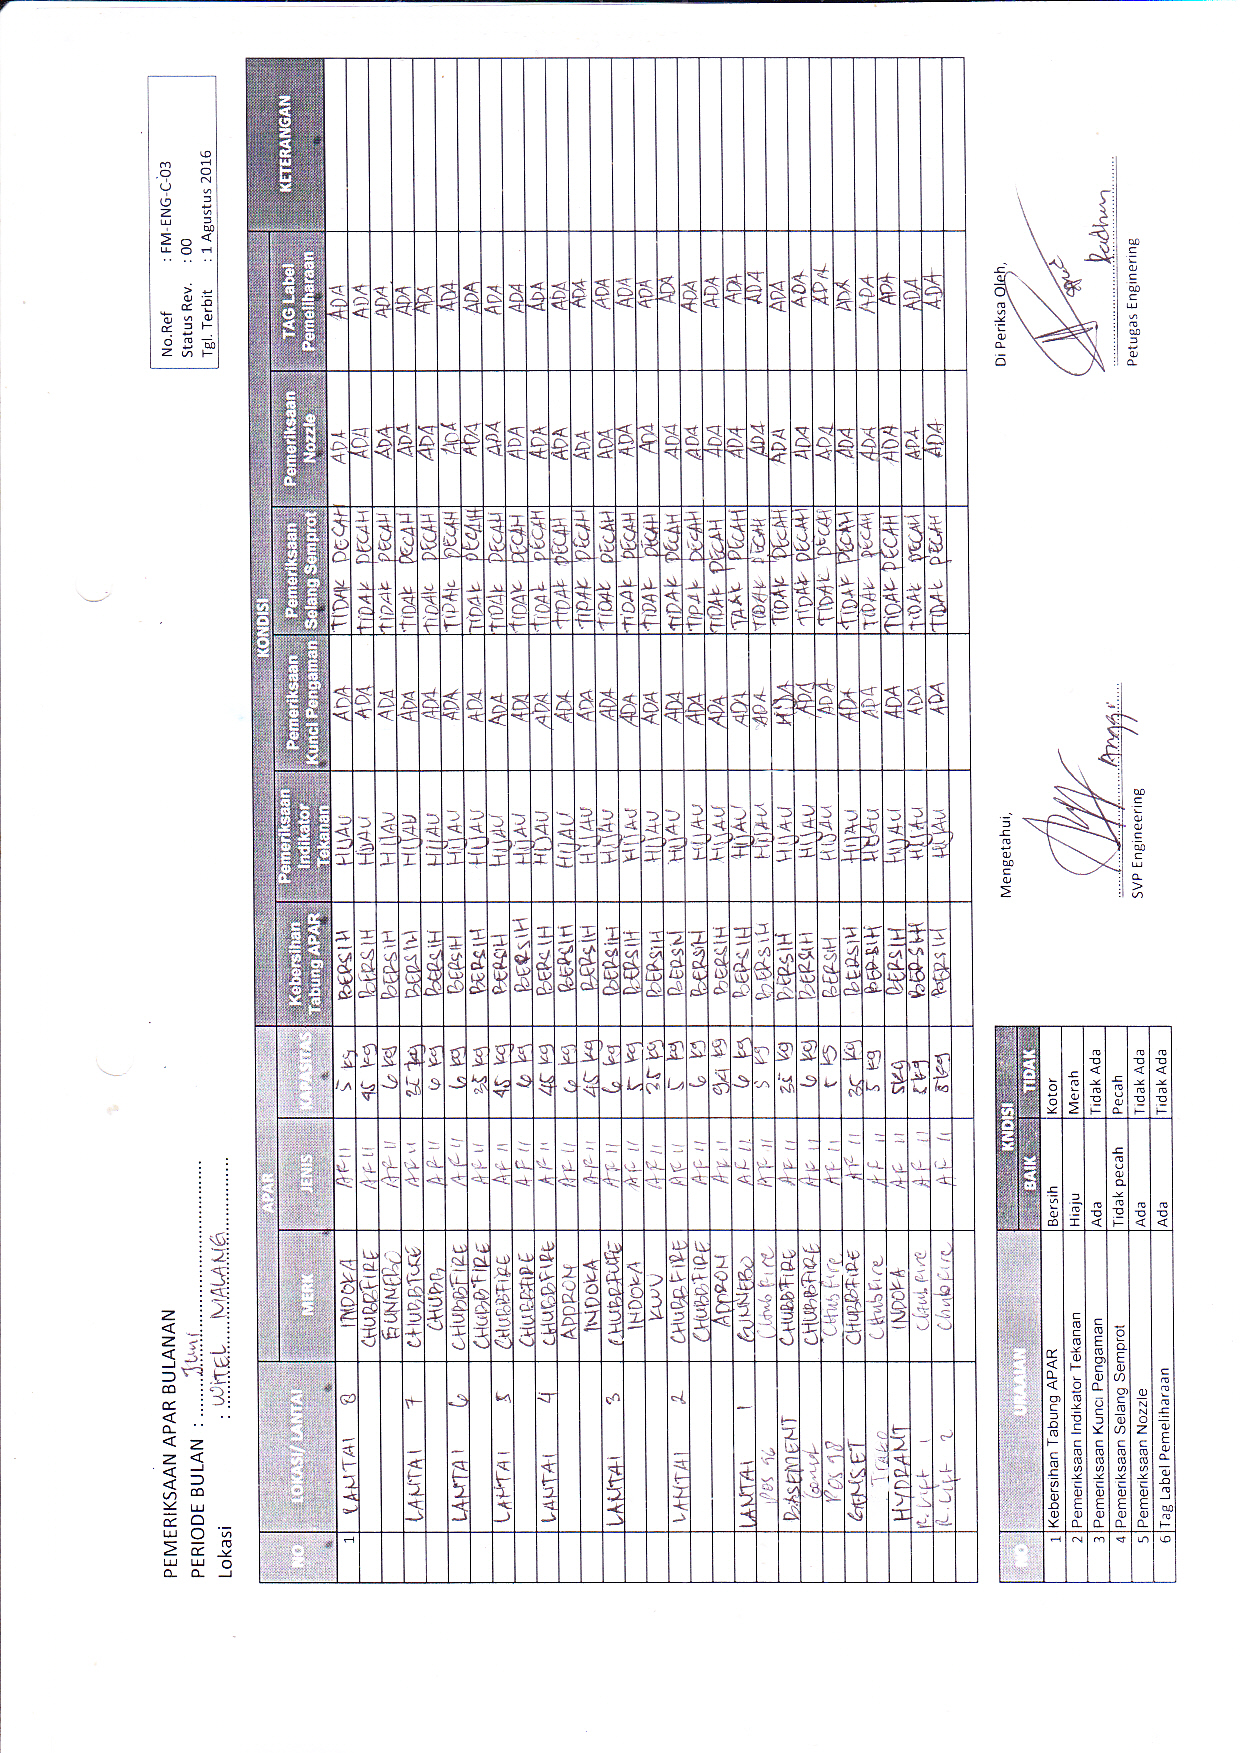 PEMERIKSAAN APAR BULANAN
PERIODE BULAN : Juni
Lokasi : WITEL MALANG
No.Ref : FM-ENG-C-03
Status Rev. : 00
Tgl. Terbit : 1 Agustus 2016
NO LOKASI/ LANTAI APAR KONDISI KETERANGAN
MERK JENIS KAPASITAS Kebersihan Tabung APAR Pemeriksaan Indikator Tekanan Pemeriksaan Kunci Pengaman Pemeriksaan Selang Semprot Pemeriksaan Nozzle TAG Label Pemeliharaan
1 LANTAI 8 INDOKA AF11 5 kg BERSIH HIJAU ADA TIDAK PECAH ADA ADA
CHUBBFIRE AF11 45 kg BERSIH HIJAU ADA TIDAK PECAH ADA ADA
GUNNEBO AF11 6 kg BERSIH HIJAU ADA TIDAK PECAH ADA ADA
LANTAI 7 AF11 35 kg BERSIH HIJAU ADA TIDAK PECAH ADA ADA
CHUBB AF11 6 kg BERSIH HIJAU ADA TIDAK PECAH ADA ADA
LANTAI 6 CHUBBFIRE AF11 6 kg BERSIH HIJAU ADA TIDAK PECAH ADA ADA
CHUBBFIRE AF11 35 kg BERSIH HIJAU ADA TIDAK PECAH ADA ADA
LANTAI 5 CHUBBFIRE AF11 45 kg BERSIH HIJAU ADA TIDAK PECAH ADA ADA
CHUBBFIRE AF11 6 kg BERSIH HIJAU ADA TIDAK PECAH ADA ADA
LANTAI 4 CHUBBFIRE AF11 45 kg BERSIH HIJAU ADA TIDAK PECAH ADA ADA
APPRON AF11 6 kg BERSIH HIJAU ADA TIDAK PECAH ADA ADA
INDOKA AF11 45 kg BERSIH HIJAU ADA TIDAK PECAH ADA ADA
LANTAI 3 AF11 6 kg BERSIH HIJAU ADA TIDAK PECAH ADA ADA
INDOKA AF11 5 kg BERSIH HIJAU ADA TIDAK PECAH ADA ADA
KWU AF11 35 kg BERSIH HIJAU ADA TIDAK PECAH ADA ADA
LANTAI 2 CHUBBFIRE AF11 5 kg BERSIH HIJAU ADA TIDAK PECAH ADA ADA
CHUBBFIRE AF11 6 kg BERSIH HIJAU ADA TIDAK PECAH ADA ADA
APPRON AF11 kg BERSIH HIJAU ADA TIDAK PECAH ADA ADA
LANTAI 1 GUNNEBO AF11 6 kg BERSIH HIJAU ADA PECAH ADA ADA
POS 96 Chubfire AF11 5 kg BERSIH HIJAU ADA TIDAK PECAH ADA ADA
BASEMENT CHUBBFIRE AF11 35 kg BERSIH HIJAU TIDAK PECAH ADA ADA
CHUBBFIRE AF11 6 kg BERSIH HIJAU ADA TIDAK PECAH ADA ADA
POS 98 Chubfire AF11 BERSIH HIJAU ADA TIDAK PECAH ADA ADA
GENSET CHUBBFIRE AF 11 35 kg BERSIH HIJAU ADA TIDAK PECAH ADA ADA
TRAKO CHubfire AF 11 5 kg BERSIH HIJAU ADA TIDAK PECAH ADA ADA
HYDRANT INDOKA AF 11 5kg BERSIH HIJAU ADA TIDAK PECAH ADA ADA
R. Lift 1 Chubfire AF 11 5kg BERSIH HIJAU ADA TIDAK PECAH ADA ADA
R. Lift 2 Chubfire AF 11 5kg BERSIH HIJAU ADA TIDAK PECAH ADA ADA
NO URAAIAN KNDISI
BAIK TIDAK
1 Kebersihan Tabung APAR Bersih Kotor
2 Pemeriksaan Indikator Tekanan Hiaju Merah
3 Pemeriksaan Kunci Pengaman Ada Tidak Ada
4 Pemeriksaan Selang Semprot Tidak pecah Pecah
5 Pemeriksaan Nozzle Ada Tidak Ada
6 Tag Label Pemeliharaan Ada Tidak Ada
Mengetahui,
Anggi
SVP Engineering
Di Periksa Oleh,
Radhun
Petugas Enginering